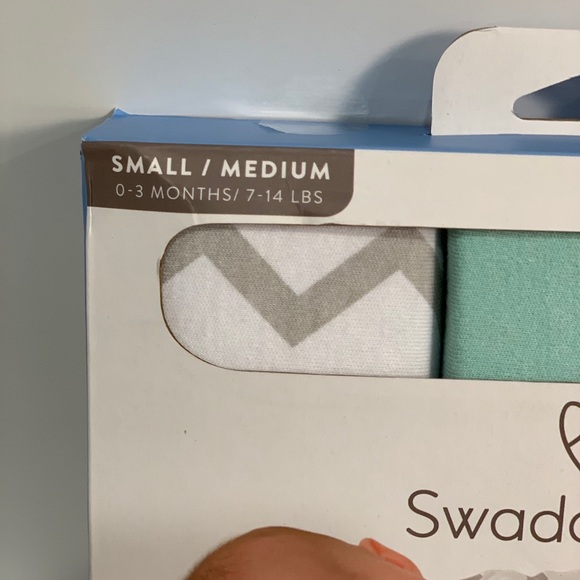 SMALL / MEDIUM
0-3 MONTHS/ 7-14 LBS